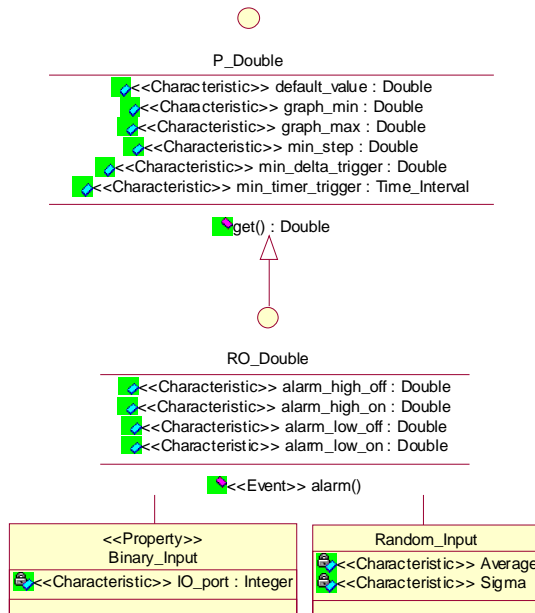 P_Double
<<Characteristic>> default_value : Double
<<Characteristic>> graph_min : Double
<<Characteristic>> graph_max : Double
<<Characteristic>> min_step : Double
<<Characteristic>> min_delta_trigger : Double
<<Characteristic>> min_timer_trigger : Time_Interval
get() : Double
RO_Double
<<Characteristic>> alarm_high_off : Double
<<Characteristic>> alarm_high_on : Double
<<Characteristic>> alarm_low_off : Double
<<Characteristic>> alarm_low_on : Double
<<Event>> alarm()
<<Property>>
Binary_Input
<<Characteristic>> IO_port : Integer
Random_Input
<<Characteristic>> Average
<<Characteristic>> Sigma